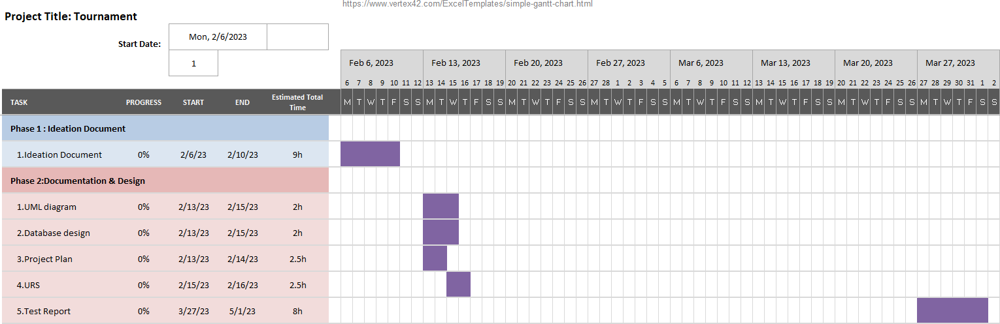 https://www.vertex42.com/ExcelTemplates/simple-gantt-chart.html
Project Title: Tournament
Start Date: Mon, 2/6/2023
1
Feb 6, 2023 Feb 13, 2023 Feb 20, 2023 Feb 27, 2023 Mar 6, 2023 Mar 13, 2023 Mar 20, 2023 Mar 27, 2023
6 7 8 9 10 11 12 13 14 15 16 17 18 19 20 21 22 23 24 25 26 27 28 1 2 3 4 5 6 7 8 9 10 11 12 13 14 15 16 17 18 19 20 21 22 23 24 25 26 27 28 29 30 31 1 2
TASK PROGRESS START END Estimated Total Time M T W T F S S M T W T F S S M T W T F S S M T W T F S S M T W T F S S M T W T F S S M T W T F S S M T W T F S S
Phase 1 : Ideation Document
1.Ideation Document 0% 2/6/23 2/10/23 9h
Phase 2:Documentation & Design
1.UML diagram 0% 2/13/23 2/15/23 2h
2.Database design 0% 2/13/23 2/15/23 2h
3.Project Plan 0% 2/13/23 2/14/23 2.5h
4.URS 0% 2/15/23 2/16/23 2.5h
5.Test Report 0% 3/27/23 5/1/23 8h